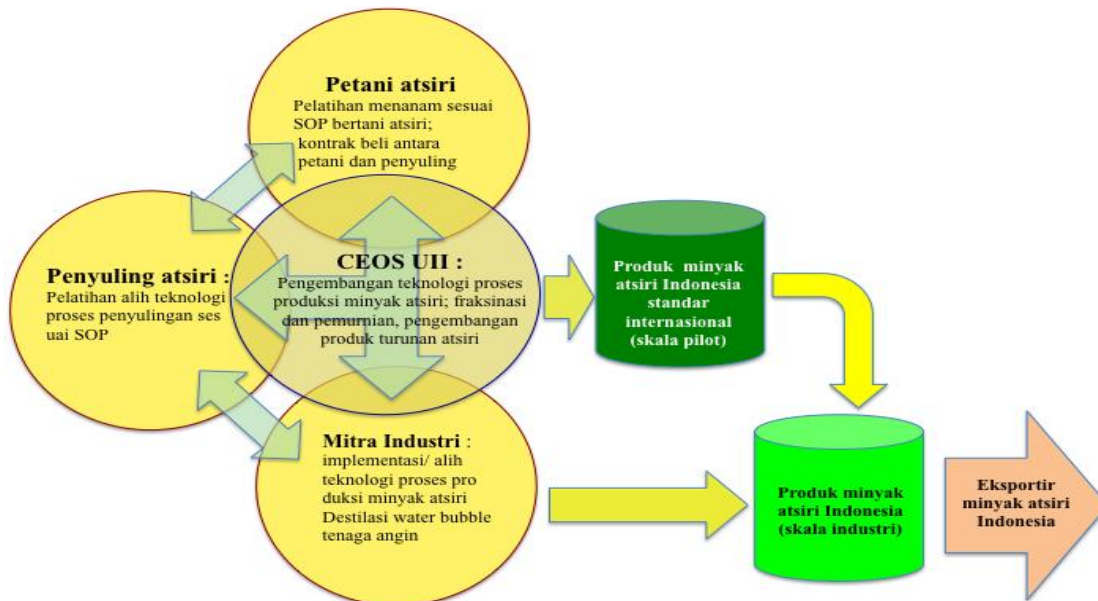 Petani atsiri
Pelatihan menanam sesuai
SOP bertani atsiri;
kontrak beli antara
petani dan penyuling
Penyuling atsiri :
Pelatihan alih teknologi
proses penyulingan ses
uai SOP
CEOS UII :
Pengembangan teknologi proses
produksi minyak atsiri; fraksinasi
dan pemurnian, pengembangan
produk turunan atsiri
Mitra Industri :
implementasi/ alih
teknologi proses pro
duksi minyak atsiri
Destilasi water bubble
tenaga angin
Produk minyak
atsiri Indonesia
standar
internasional
(skala pilot)
Produk minyak
atsiri Indonesia
(skala industri)
Eksportir
minyak atsiri
Indonesia